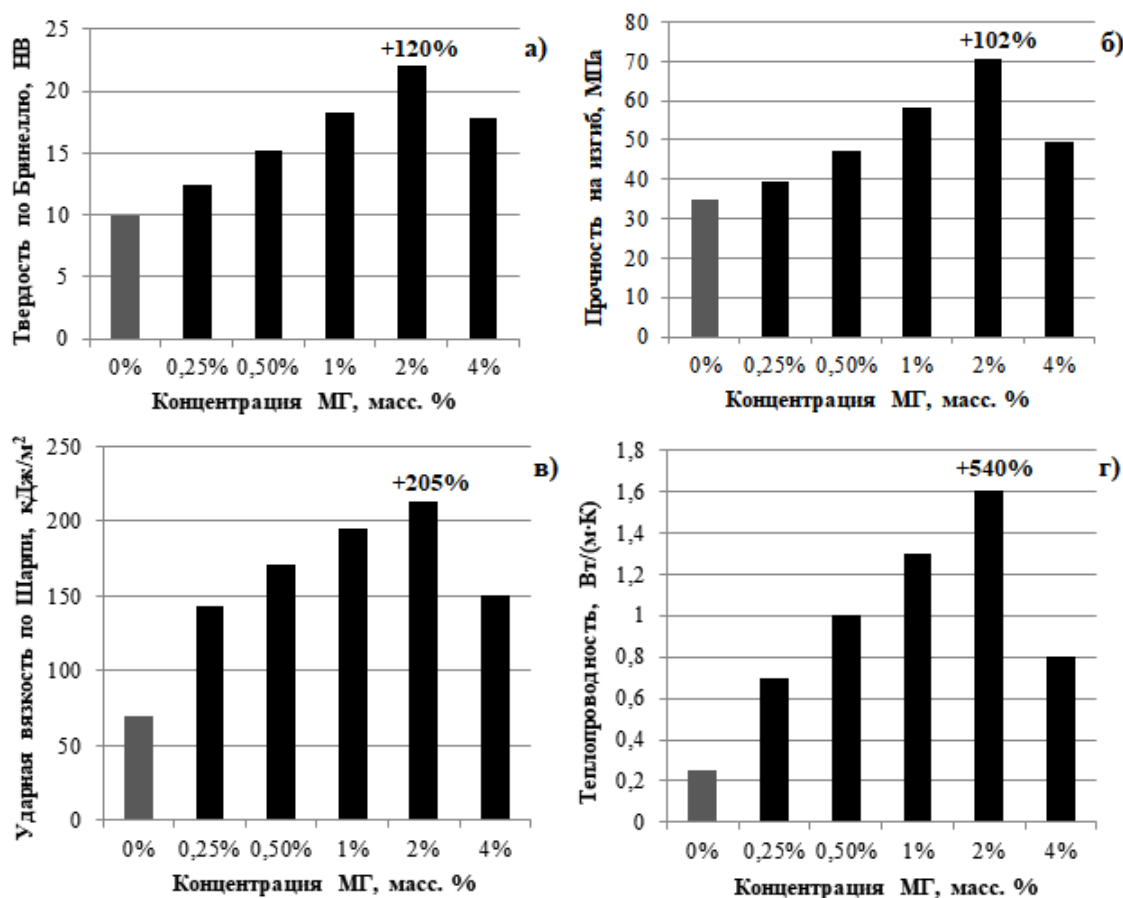 Твердость по Бринеллю, НВ
25
20
15
10
5
0
+120%
а)
0% 0,25% 0,50% 1% 2% 4%
Концентрация МГ, масс. %
Прочность на изгиб, МПа
80
70
60
50
40
30
20
10
0
+102%
б)
0% 0,25% 0,50% 1% 2% 4%
Концентрация МГ, масс. %
Ударная вязкость по Шарпи, кДж/м²
250
200
150
100
50
0
+205%
в)
0% 0,25% 0,50% 1% 2% 4%
Концентрация МГ, масс. %
Теплопроводность, Вт/(м·К)
1,8
1,6
1,4
1,2
1
0,8
0,6
0,4
0,2
0
+540%
г)
0% 0,25% 0,50% 1% 2% 4%
Концентрация МГ, масс. %